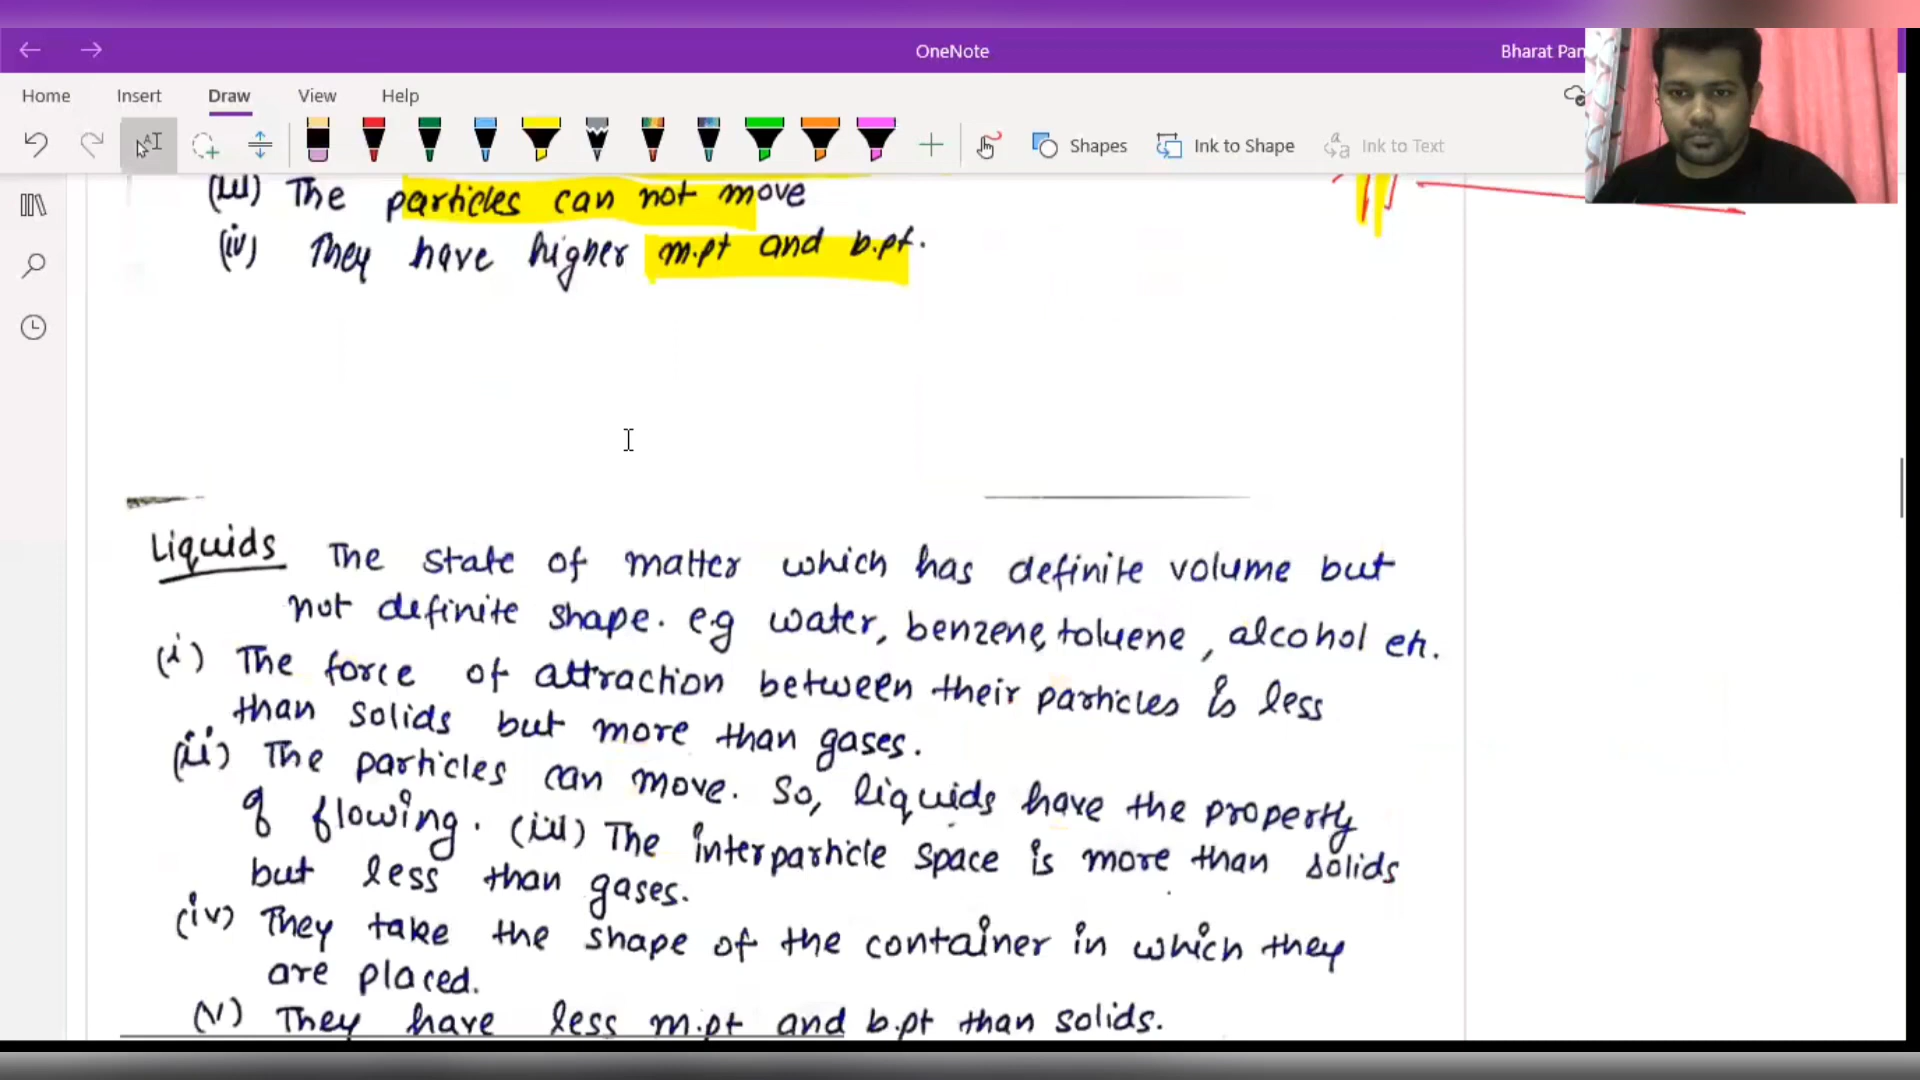 OneNote
Bharat Pan
Home Insert Draw View Help
Shapes Ink to Shape Ink to Text
(iii) The particles can not move
(iv) They have higher m.pt and b.pt.
Liquids The state of matter which has definite volume but
not definite shape. eg water, benzene, toluene, alcohol etc.
(i) The force of attraction between their particles is less
than solids but more than gases.
(ii) The particles can move. So, liquids have the property
of flowing. (iii) The interparticle space is more than solids
but less than gases.
(iv) They take the shape of the container in which they
are placed.
(v) They have less m.pt and b.pt than solids.